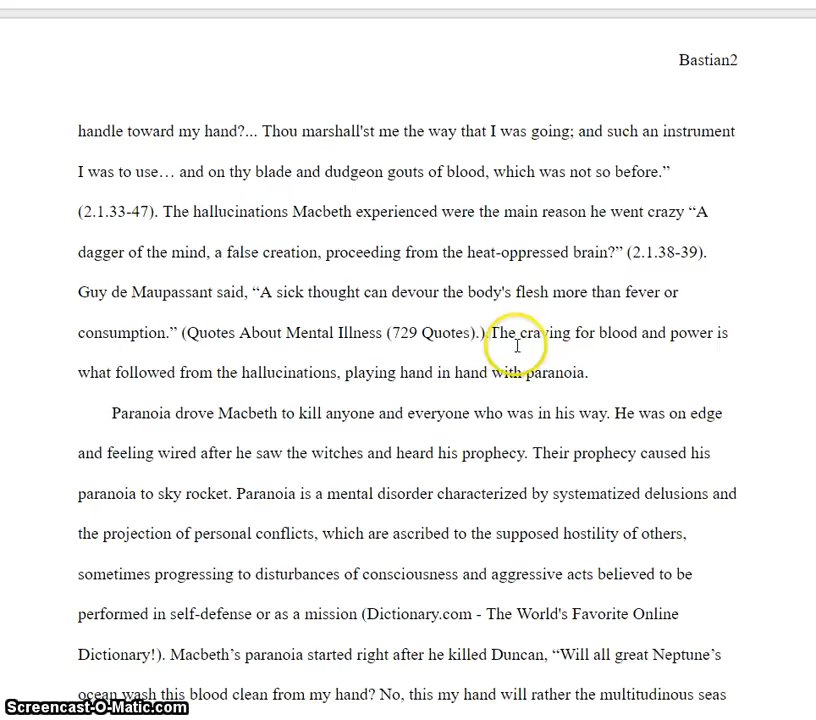 Bastian2
handle toward my hand?... Thou marshall'st me the way that I was going; and such an instrument
I was to use… and on thy blade and dudgeon gouts of blood, which was not so before.”
(2.1.33-47). The hallucinations Macbeth experienced were the main reason he went crazy “A
dagger of the mind, a false creation, proceeding from the heat-oppressed brain?” (2.1.38-39).
Guy de Maupassant said, “A sick thought can devour the body's flesh more than fever or
consumption.” (Quotes About Mental Illness (729 Quotes).) The craving for blood and power is
what followed from the hallucinations, playing hand in hand with paranoia.
Paranoia drove Macbeth to kill anyone and everyone who was in his way. He was on edge
and feeling wired after he saw the witches and heard his prophecy. Their prophecy caused his
paranoia to sky rocket. Paranoia is a mental disorder characterized by systematized delusions and
the projection of personal conflicts, which are ascribed to the supposed hostility of others,
sometimes progressing to disturbances of consciousness and aggressive acts believed to be
performed in self-defense or as a mission (Dictionary.com - The World's Favorite Online
Dictionary!). Macbeth’s paranoia started right after he killed Duncan, “Will all great Neptune’s
ocean wash this blood clean from my hand? No, this my hand will rather the multitudinous seas
Screencast-O-Matic.com